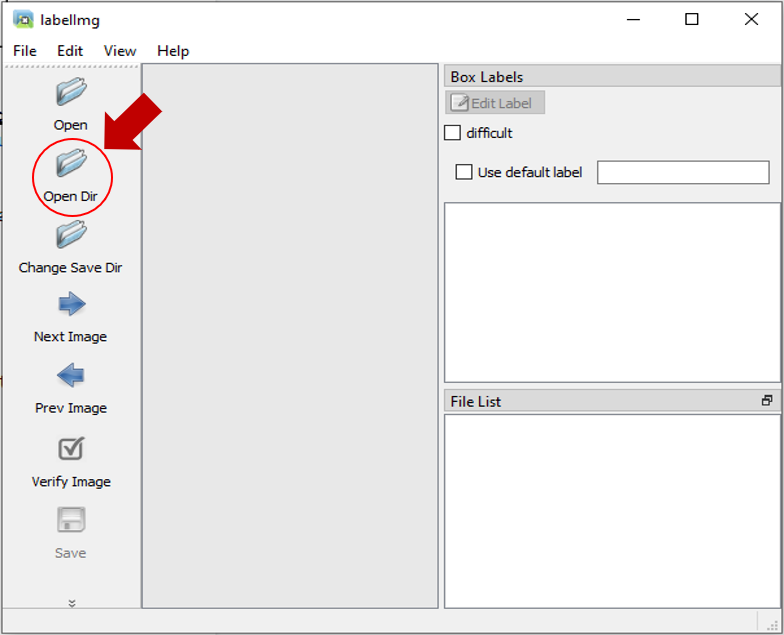 labelImg
File Edit View Help
Open
Open Dir
Change Save Dir
Next Image
Prev Image
Verify Image
Save
Box Labels
Edit Label
difficult
Use default label
File List